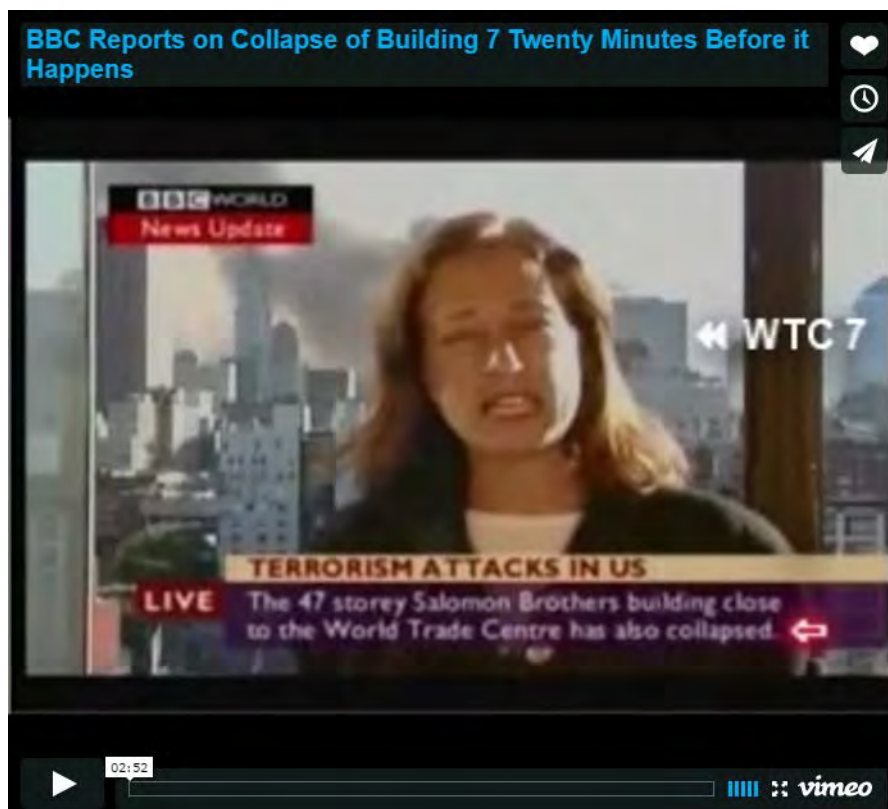 BBC Reports on Collapse of Building 7 Twenty Minutes Before it
Happens
BBC WORLD
News Update
WTC 7
TERRORISM ATTACKS IN US
LIVE
The 47 storey Salomon Brothers building close
to the World Trade Centre has also collapsed.
02:52
vimeo